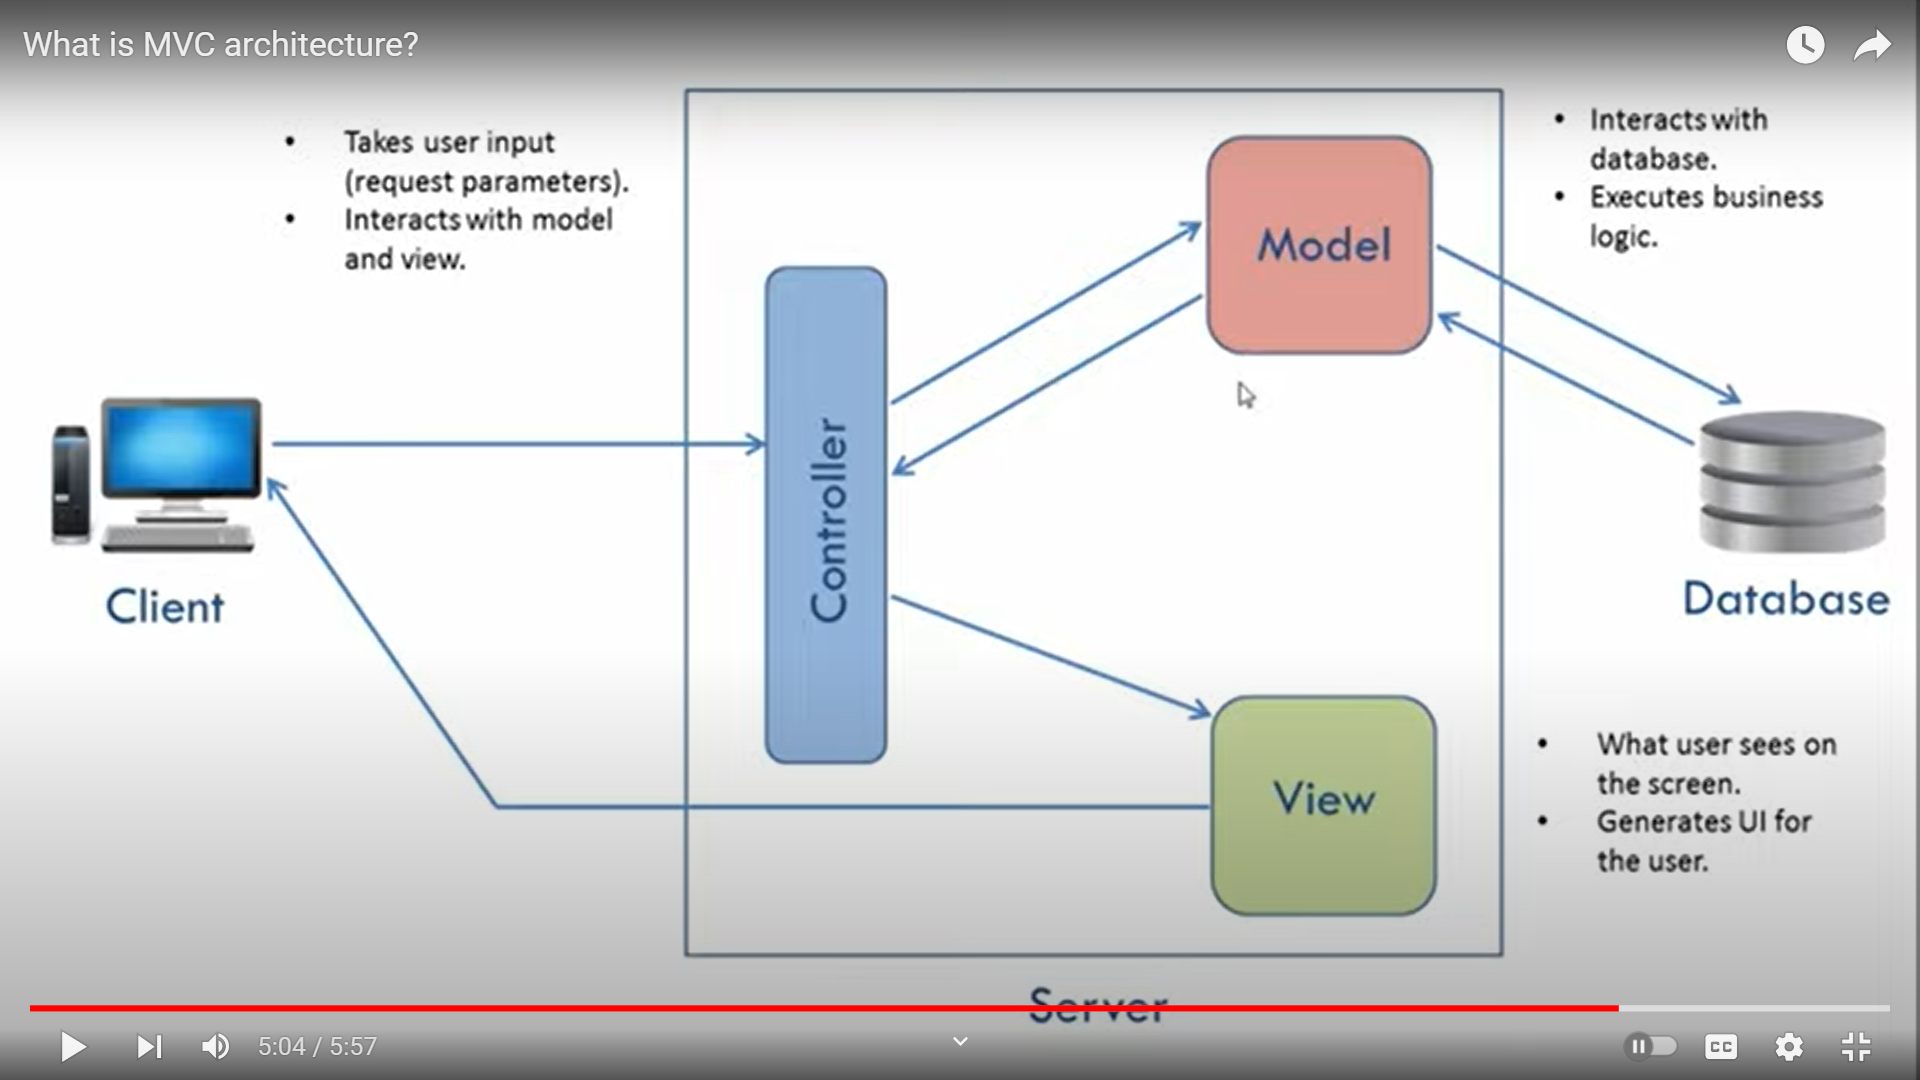 What is MVC architecture?
• Takes user input
(request parameters).
• Interacts with model
and view.
• Interacts with
database.
• Executes business
logic.
Model
Controller
Client
Database
View
• What user sees on
the screen.
• Generates UI for
the user.
Server
5:04 / 5:57
CC